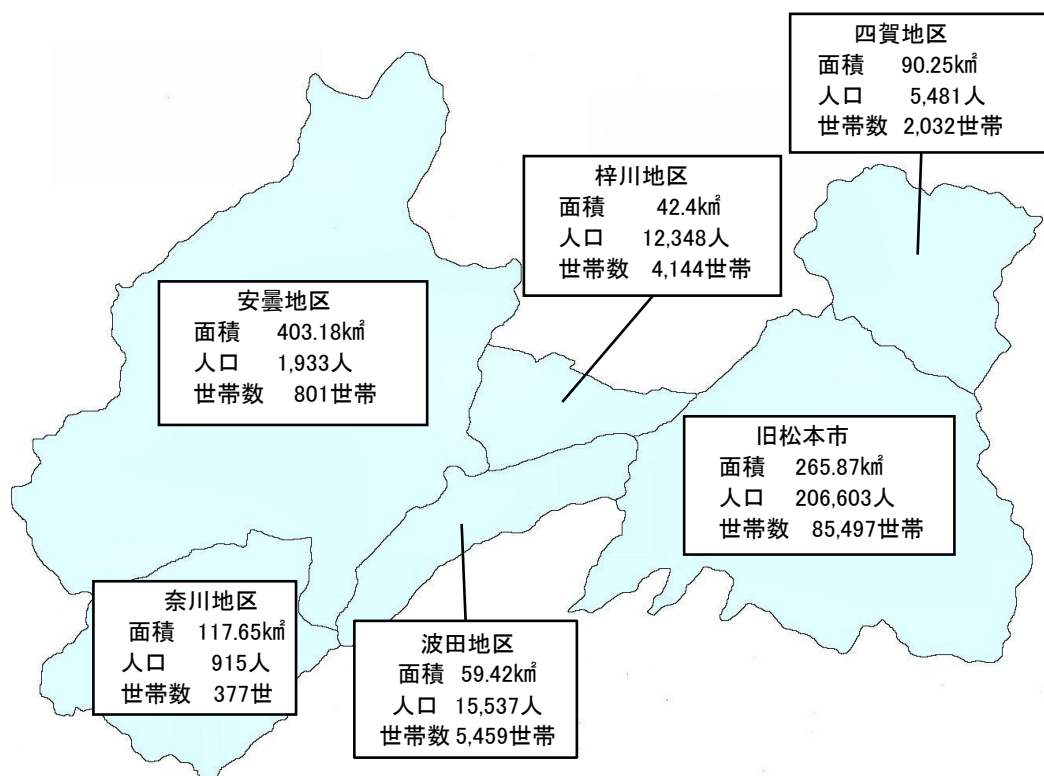 四賀地区
面積 90.25k㎡
人口 5,481人
世帯数 2,032世帯
梓川地区
面積 42.4k㎡
人口 12,348人
世帯数 4,144世帯
安曇地区
面積 403.18k㎡
人口 1,933人
世帯数 801世帯
旧松本市
面積 265.87k㎡
人口 206,603人
世帯数 85,497世帯
奈川地区
面積 117.65k㎡
人口 915人
世帯数 377世
波田地区
面積 59.42k㎡
人口 15,537人
世帯数 5,459世帯